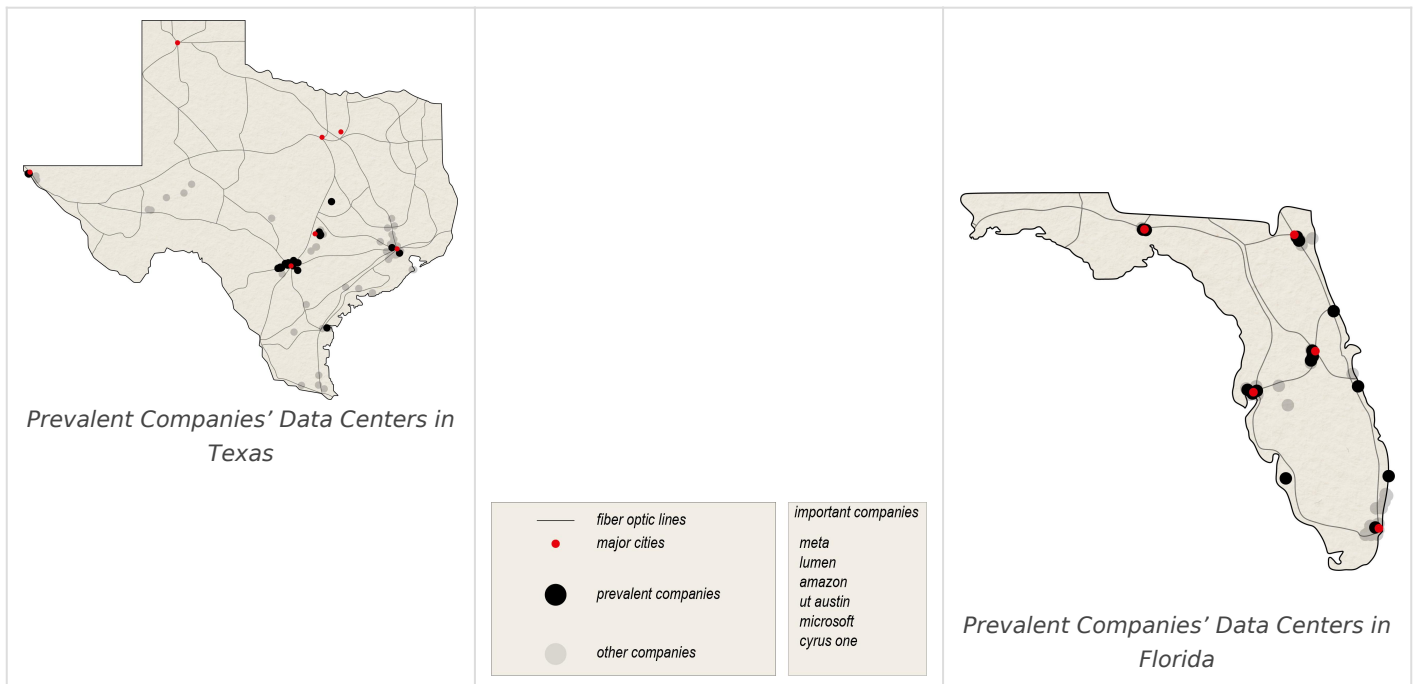 Prevalent Companies’ Data Centers in
Texas
fiber optic lines
major cities
prevalent companies
other companies
important companies
meta
lumen
amazon
ut austin
microsoft
cyrus one
Prevalent Companies’ Data Centers in
Florida